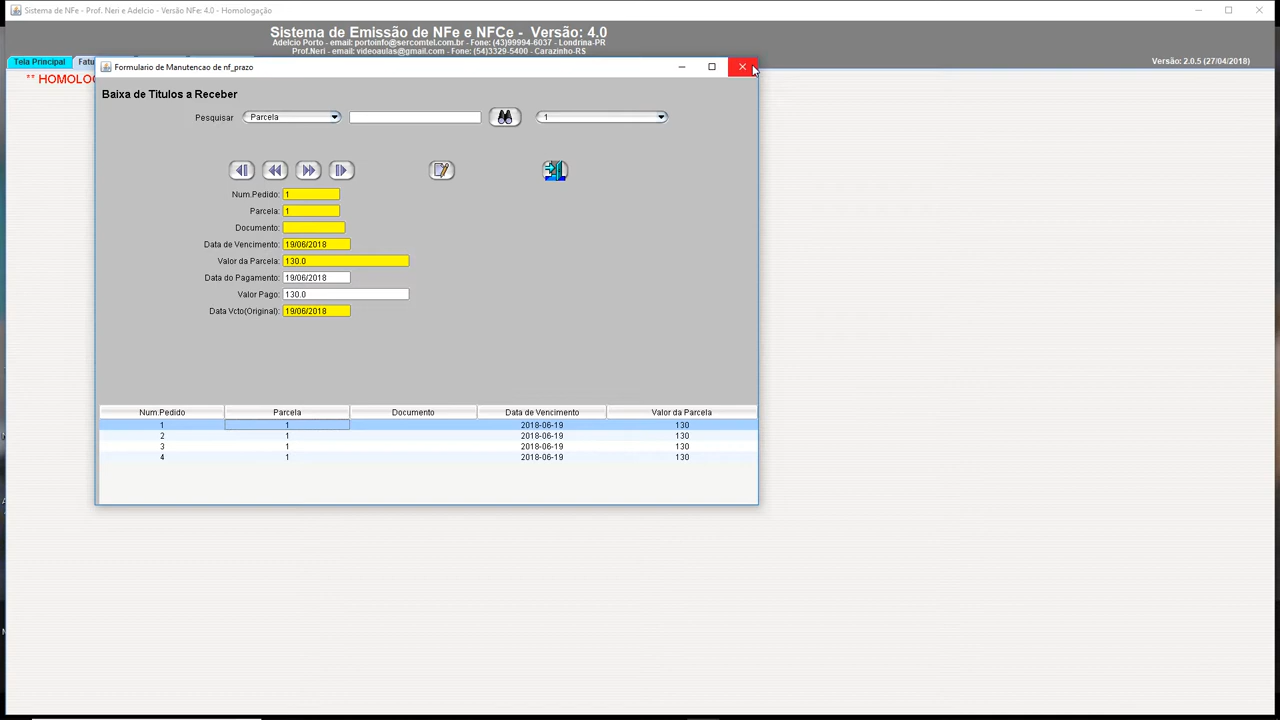 Sistema de NFe - Prof. Neri e Adelcio - Versão NFe: 4.0 - Homologação
Sistema de Emissão de NFe e NFCe - Versão: 4.0
Adelcio Porto - email: portoinfo@sercomtel.com.br - Fone: (43)99994-6037 - Londrina-PR
Prof.Neri - email: videoaulas@gmail.com - Fone: (54)3329-5400 - Carazinho-RS
Tela Principal Fatu
Versão: 2.0.5 (27/04/2018)
** HOMOLOG
Formulario de Manutencao de nf_prazo
Baixa de Titulos a Receber
Pesquisar Parcela 1
Num.Pedido: 1
Parcela: 1
Documento:
Data de Vencimento: 19/06/2018
Valor da Parcela: 130.0
Data do Pagamento: 19/06/2018
Valor Pago: 130.0
Data Vcto(Original): 19/06/2018
Num.Pedido Parcela Documento Data de Vencimento Valor da Parcela
1 1 2018-06-19 130
2 1 2018-06-19 130
3 1 2018-06-19 130
4 1 2018-06-19 130